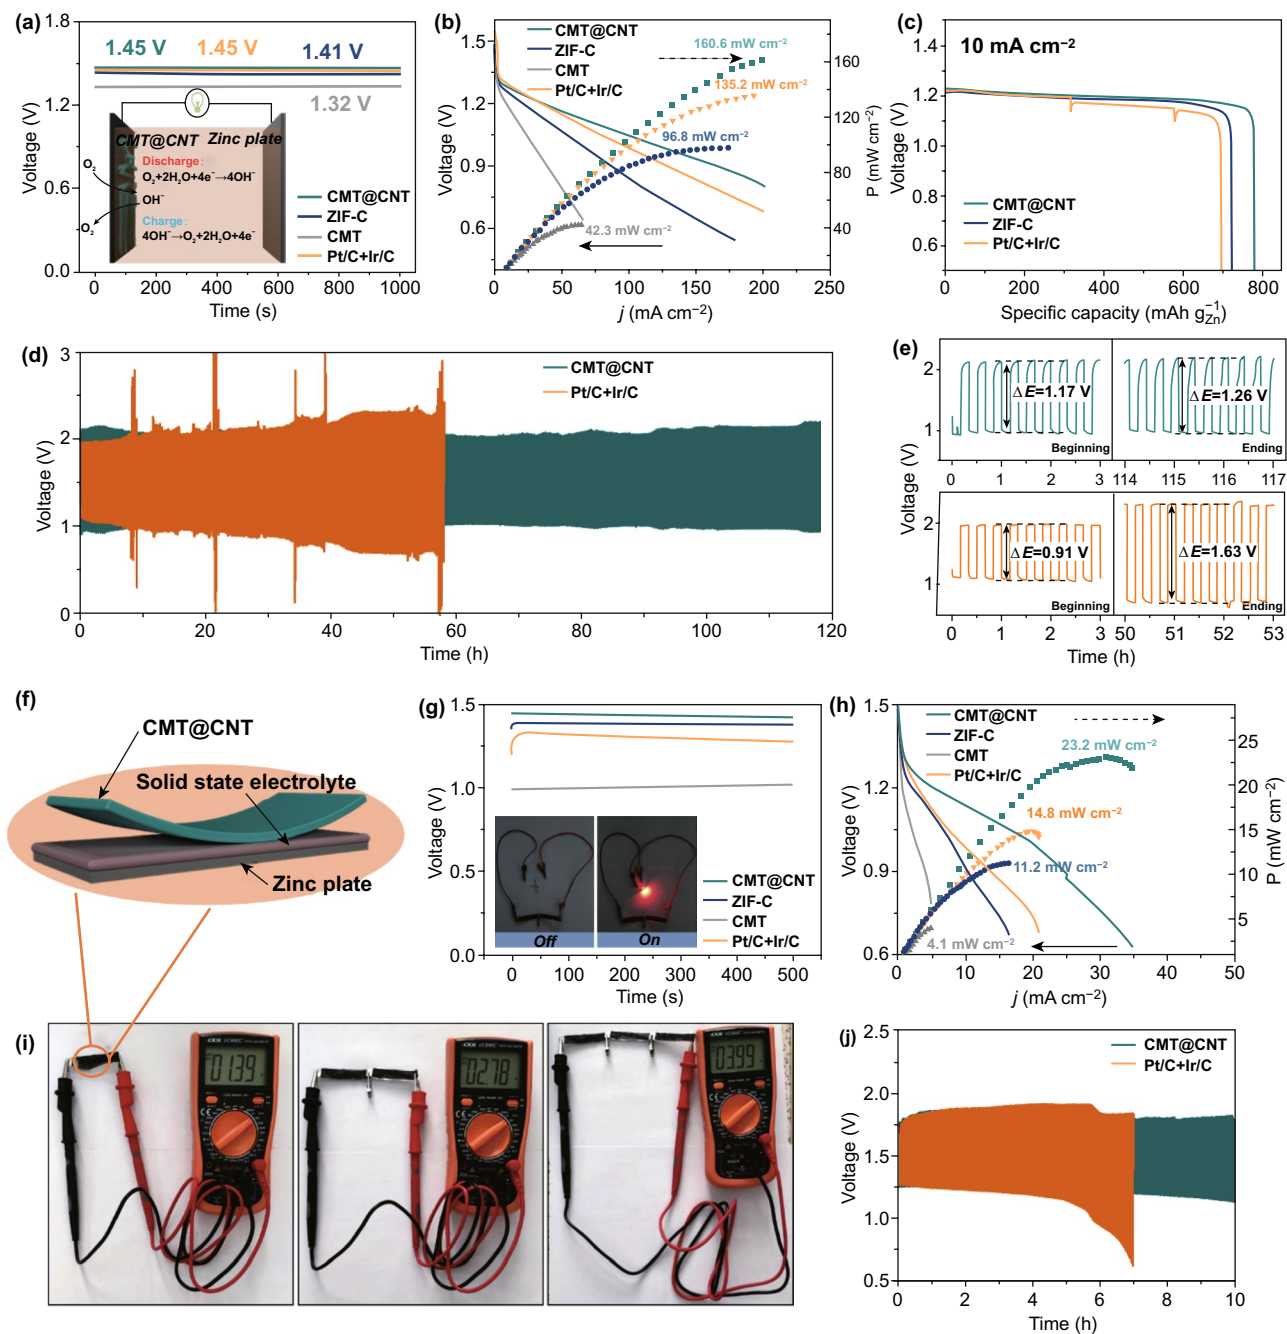 (a)
1.8
1.45 V
1.45 V
1.41 V
1.32 V
1.2
0.6
0.0
Voltage (V)
CMT@CNT
Zinc plate
Discharge:
O₂+2H₂O+4e⁻→4OH⁻
O₂
OH⁻
O₂
Charge:
4OH⁻→O₂+2H₂O+4e⁻
CMT@CNT
ZIF-C
CMT
Pt/C+Ir/C
0 200 400 600 800 1000
Time (s)
(b)
1.5
1.2
0.9
0.6
Voltage (V)
CMT@CNT
ZIF-C
CMT
Pt/C+Ir/C
160.6 mW cm⁻²
135.2 mW cm⁻²
96.8 mW cm⁻²
42.3 mW cm⁻²
160
120
80
40
0
P (mW cm⁻²)
0 50 100 150 200 250
j (mA cm⁻²)
(c)
10 mA cm⁻²
1.4
1.2
1.0
0.8
0.6
Voltage (V)
CMT@CNT
ZIF-C
Pt/C+Ir/C
0 200 400 600 800
Specific capacity (mAh g⁻¹Zn)
(d)
3
2
1
0
Voltage (V)
CMT@CNT
Pt/C+Ir/C
0 20 40 60 80 100 120
Time (h)
(e)
2
1
ΔE=1.17 V
Beginning
ΔE=1.26 V
Ending
0 1 2 3 114 115 116 117
Voltage (V)
2
1
ΔE=0.91 V
Beginning
ΔE=1.63 V
Ending
0 1 2 3 50 51 52 53
Time (h)
(f)
CMT@CNT
Solid state electrolyte
Zinc plate
(g)
1.5
1.0
0.5
0.0
Voltage (V)
Off
On
CMT@CNT
ZIF-C
CMT
Pt/C+Ir/C
0 100 200 300 400 500
Time (s)
(h)
1.5
1.2
0.9
0.6
Voltage (V)
CMT@CNT
ZIF-C
CMT
Pt/C+Ir/C
23.2 mW cm⁻²
14.8 mW cm⁻²
11.2 mW cm⁻²
4.1 mW cm⁻²
25
20
15
10
5
P (mW cm⁻²)
0 10 20 30 40 50
j (mA cm⁻²)
(i)
01.39
02.78
03.99
(j)
2.5
2.0
1.5
1.0
0.5
Voltage (V)
CMT@CNT
Pt/C+Ir/C
0 2 4 6 8 10
Time (h)